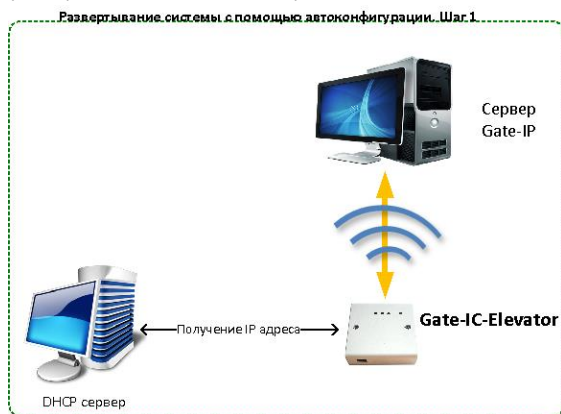 Развертывание системы с помощью автоконфигурации. Шаг 1
Сервер
Gate-IP
Gate-IC-Elevator
Получение IP адреса
DHCP сервер